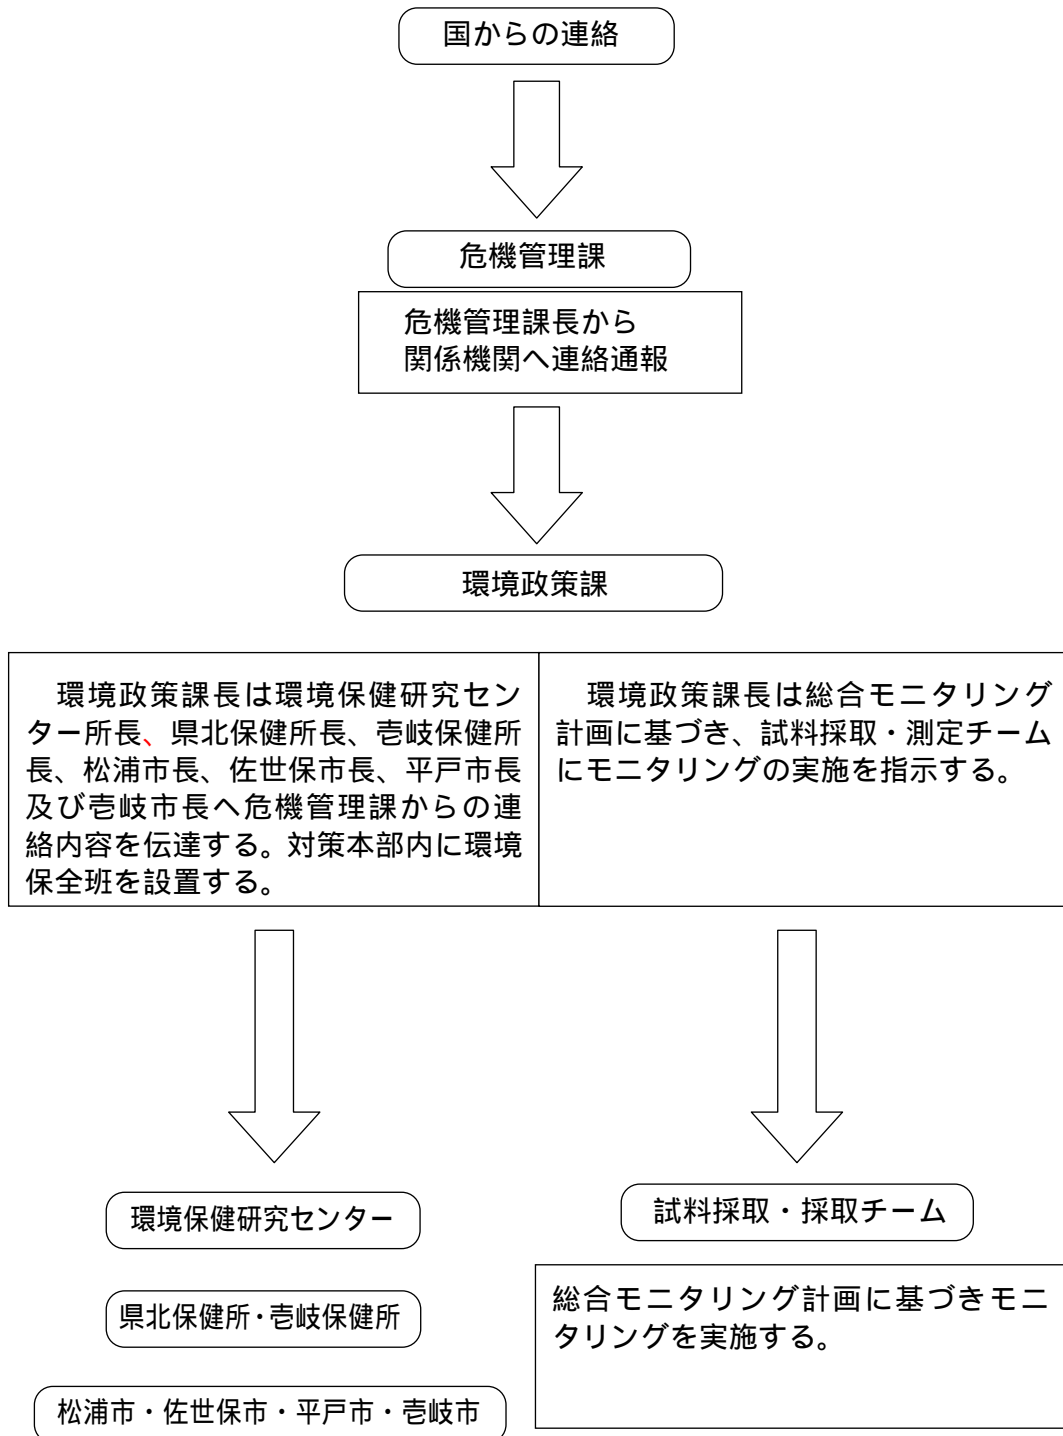 国からの連絡
危機管理課
危機管理課長から
関係機関へ連絡通報
環境政策課
環境政策課長は環境保健研究セン
ター所長、県北保健所長、壱岐保健所
長、松浦市長、佐世保市長、平戸市長
及び壱岐市長へ危機管理課からの連
絡内容を伝達する。対策本部内に環境
保全班を設置する。
環境政策課長は総合モニタリング
計画に基づき、試料採取・測定チーム
にモニタリングの実施を指示する。
環境保健研究センター
県北保健所・壱岐保健所
松浦市・佐世保市・平戸市・壱岐市
試料採取・採取チーム
総合モニタリング計画に基づきモニ
タリングを実施する。